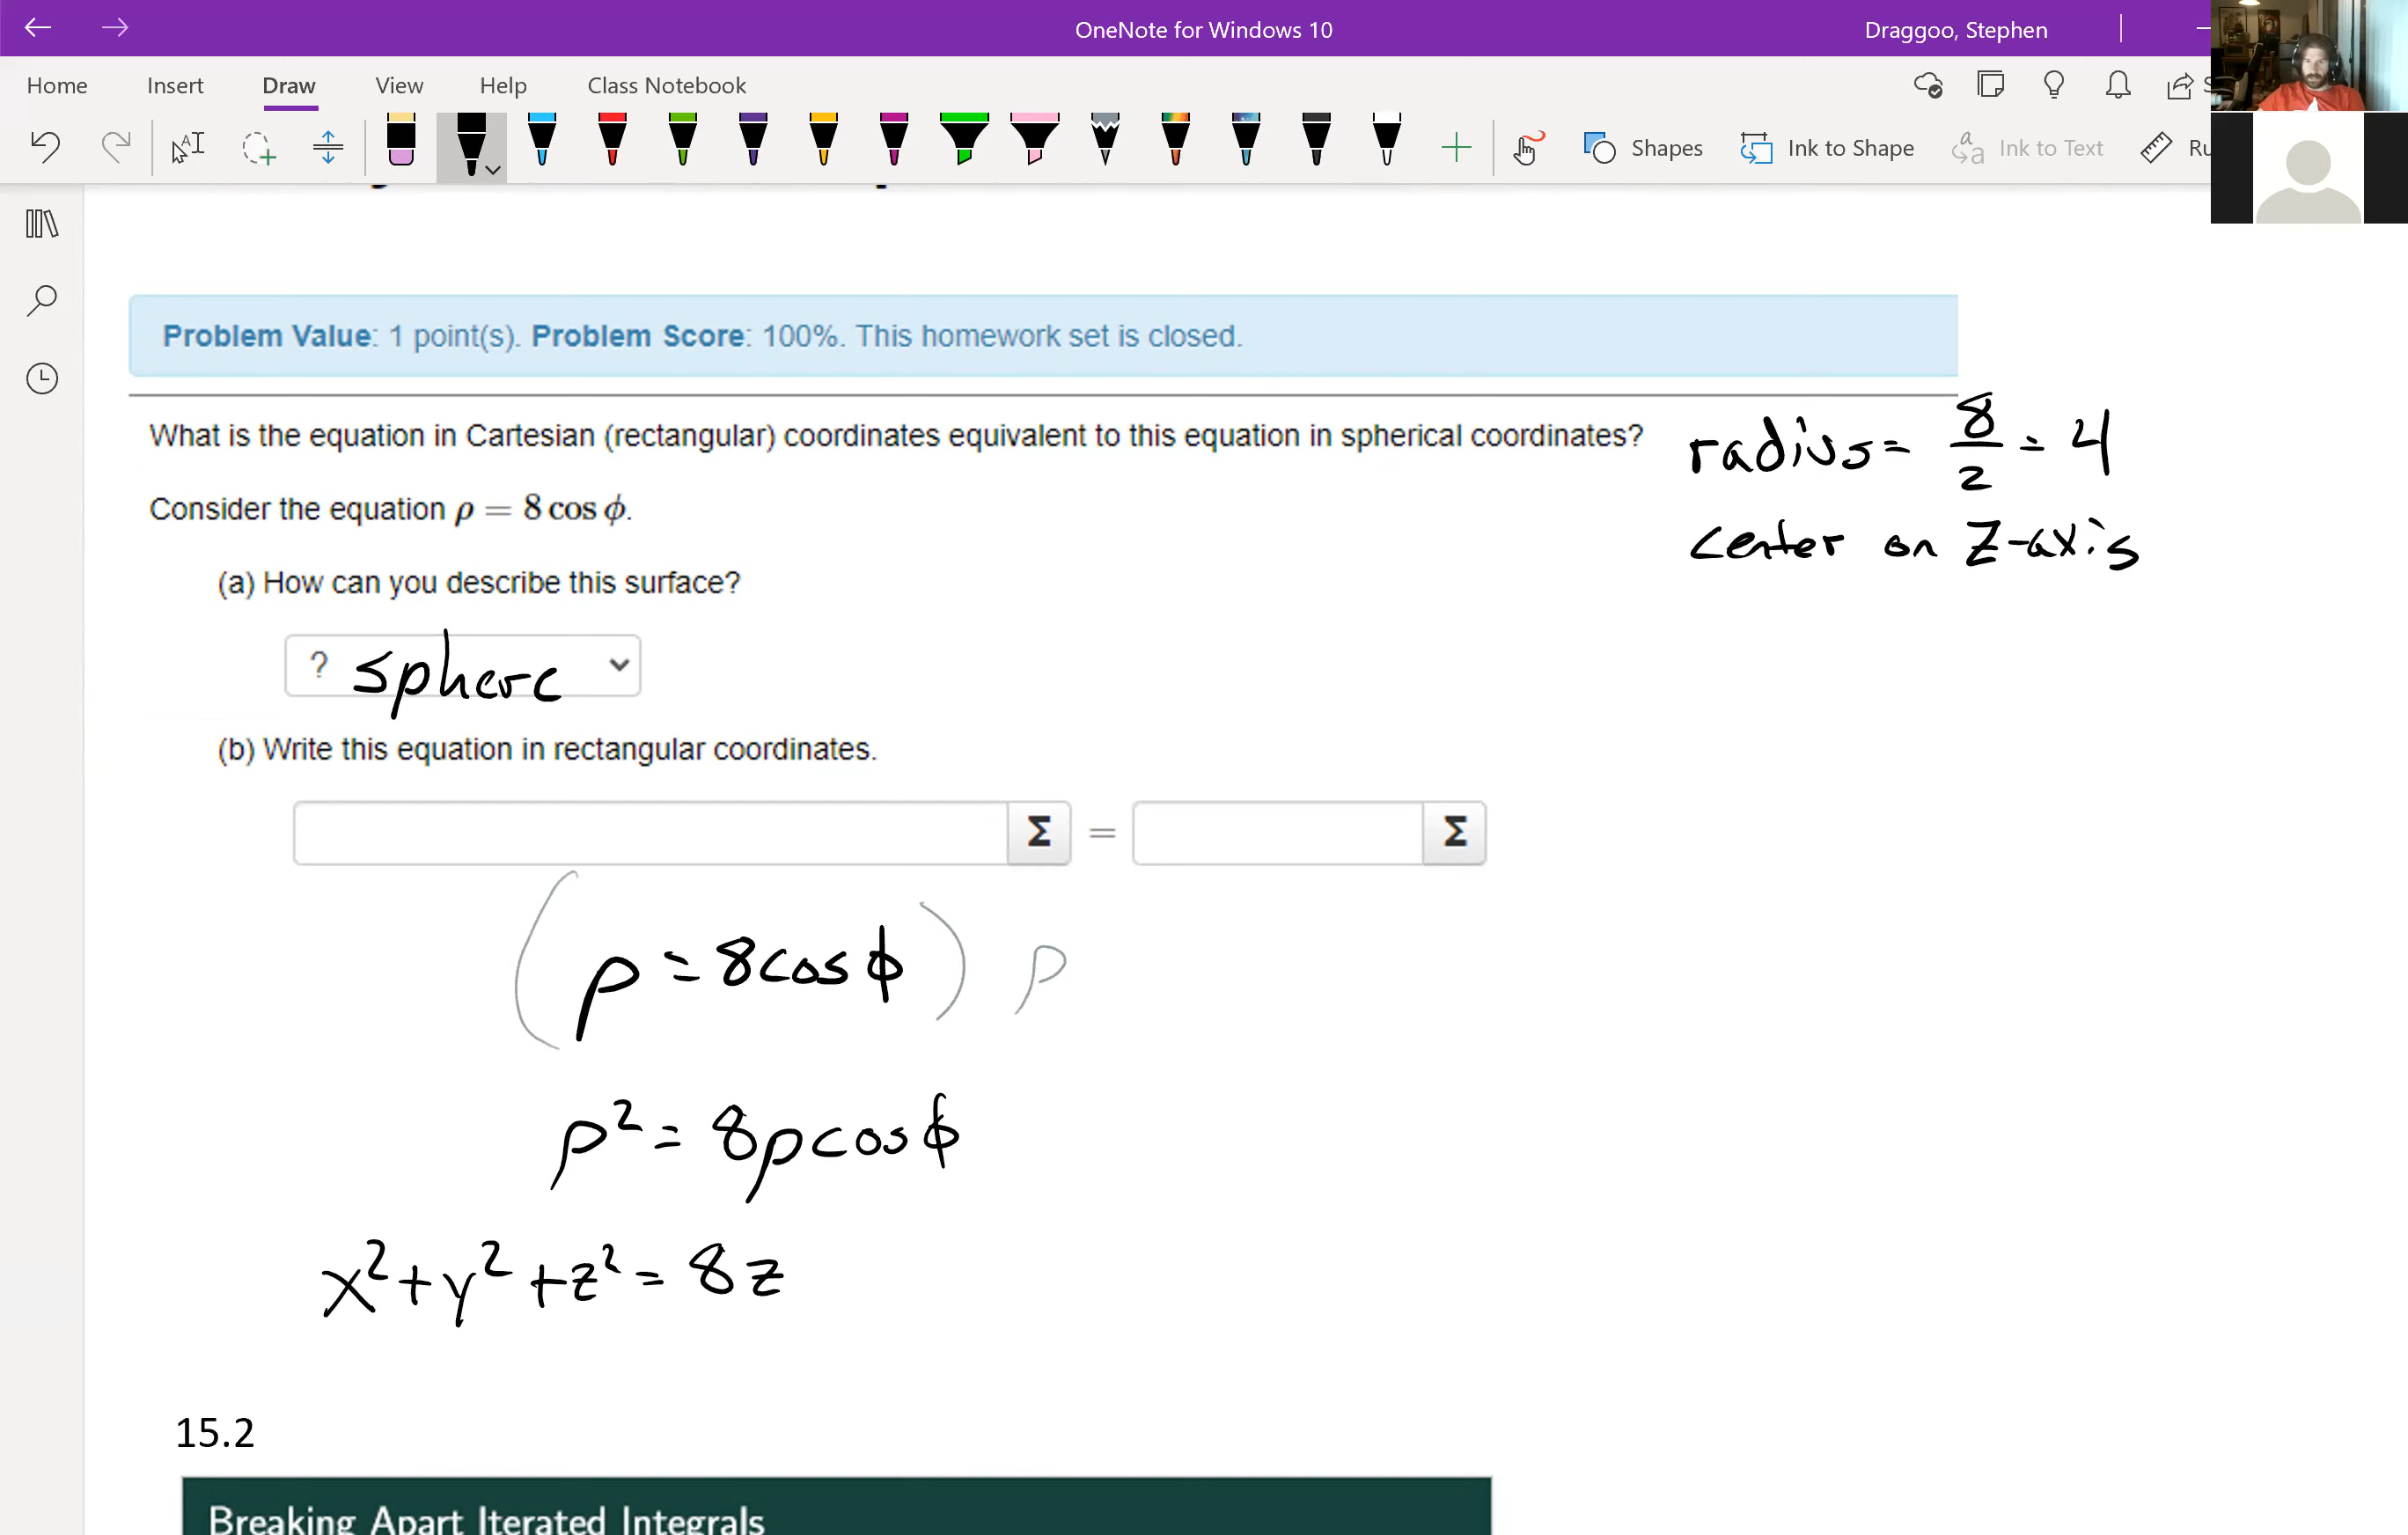 OneNote for Windows 10
Draggoo, Stephen
Home Insert Draw View Help Class Notebook
Shapes Ink to Shape Ink to Text
Problem Value: 1 point(s). Problem Score: 100%. This homework set is closed.
What is the equation in Cartesian (rectangular) coordinates equivalent to this equation in spherical coordinates?
radius = 8/2 = 4
Consider the equation ρ = 8 cos ϕ.
center on z-axis
(a) How can you describe this surface?
? sphere
(b) Write this equation in rectangular coordinates.
Σ = Σ
(ρ = 8cos ϕ) ρ
ρ² = 8ρcos ϕ
x² + y² + z² = 8z
15.2
Breaking Apart Iterated Integrals